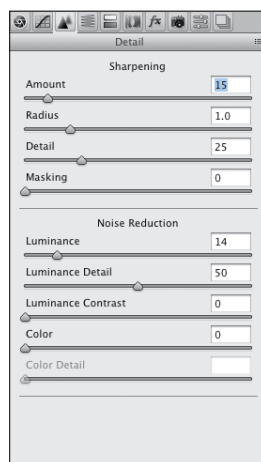 fx
Detail
Sharpening
Amount 15
Radius 1.0
Detail 25
Masking 0
Noise Reduction
Luminance 14
Luminance Detail 50
Luminance Contrast 0
Color 0
Color Detail